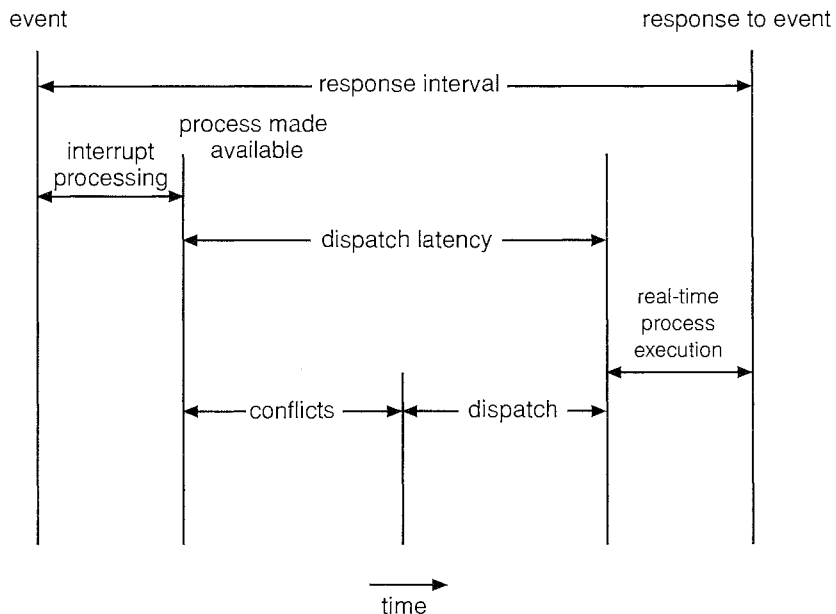 event
response to event
response interval
process made
available
interrupt
processing
dispatch latency
real-time
process
execution
conflicts
dispatch
time